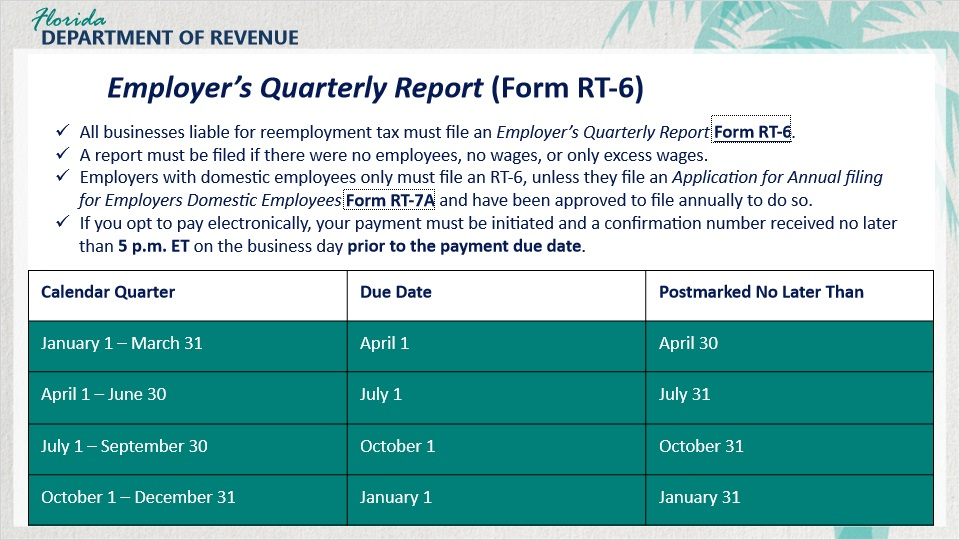 Florida
DEPARTMENT OF REVENUE
Employer's Quarterly Report (Form RT-6)
✓ All businesses liable for reemployment tax must file an Employer's Quarterly Report Form RT-6.
✓ A report must be filed if there were no employees, no wages, or only excess wages.
✓ Employers with domestic employees only must file an RT-6, unless they file an Application for Annual filing
for Employers Domestic Employees Form RT-7A and have been approved to file annually to do so.
✓ If you opt to pay electronically, your payment must be initiated and a confirmation number received no later
than 5 p.m. ET on the business day prior to the payment due date.
Calendar Quarter Due Date Postmarked No Later Than
January 1 – March 31 April 1 April 30
April 1 – June 30 July 1 July 31
July 1 – September 30 October 1 October 31
October 1 – December 31 January 1 January 31